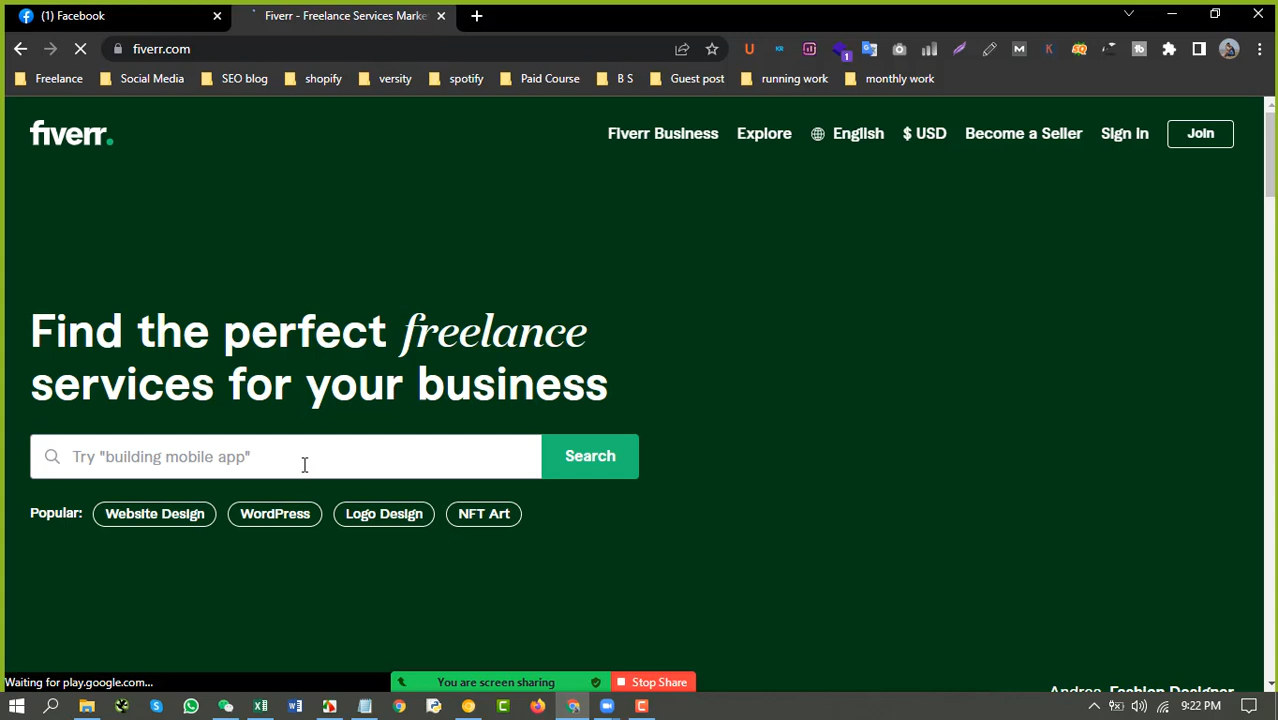 (1) Facebook
Fiverr - Freelance Services Marke
fiverr.com
Freelance
Social Media
SEO blog
shopify
versity
spotify
Paid Course
B S
Guest post
running work
monthly work
fiverr.
Fiverr Business
Explore
English
$ USD
Become a Seller
Sign In
Join
Find the perfect freelance
services for your business
Try "building mobile app"
Search
Popular:
Website Design
WordPress
Logo Design
NFT Art
Andrea, Fashion Designer
Waiting for play.google.com...
You are screen sharing
Stop Share
9:22 PM